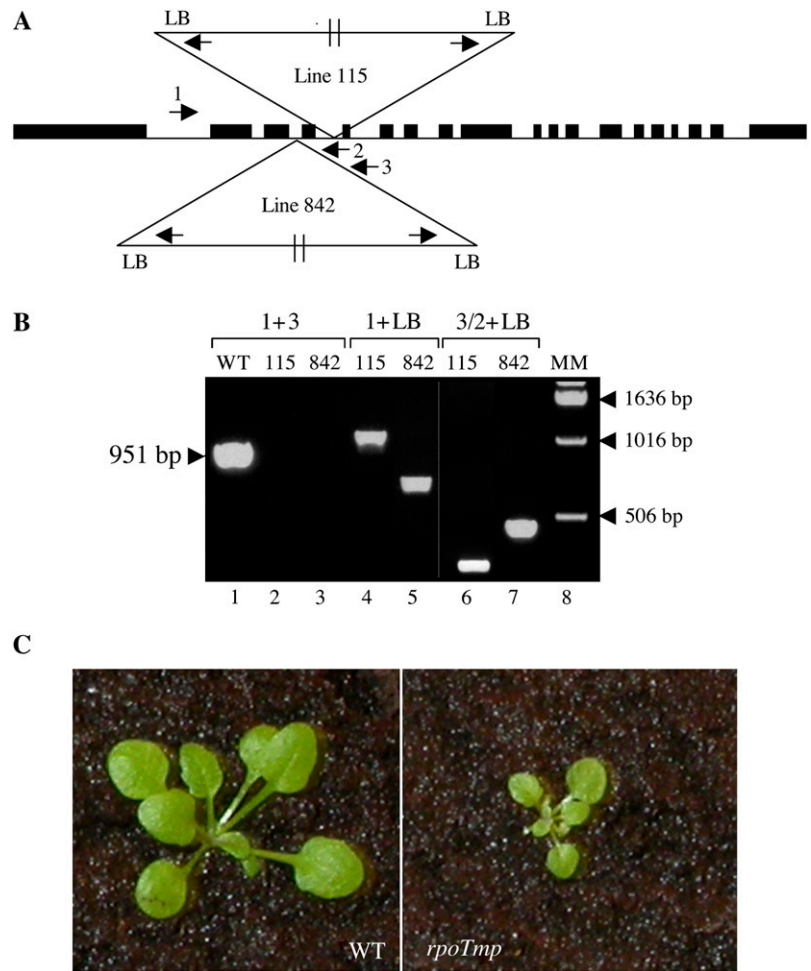 A
LB LB
Line 115
1
2
3
Line 842
LB LB
B
1+3 1+LB 3/2+LB
WT 115 842 115 842 115 842 MM
1636 bp
951 bp 1016 bp
506 bp
1 2 3 4 5 6 7 8
C
WT rpoTmp